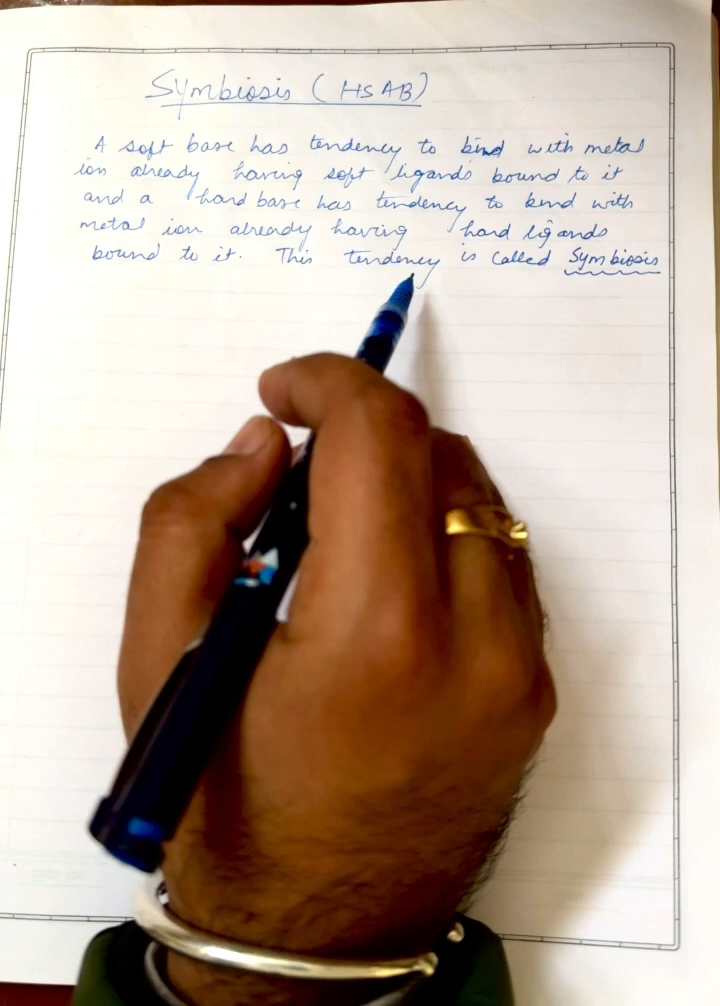 Symbiosis (HSAB)
A soft base has tendency to bind with metal
ion already having soft ligands bound to it
and a hard base has tendency to bind with
metal ion already having hard ligands
bound to it. This tendency is called Symbiosis